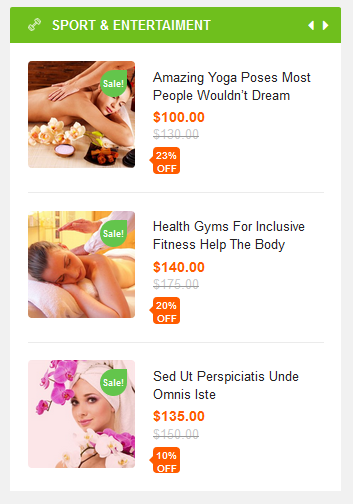 SPORT & ENTERTAIMENT
Sale!
Amazing Yoga Poses Most
People Wouldn't Dream
$100.00
$130.00
23%
OFF
Sale!
Health Gyms For Inclusive
Fitness Help The Body
$140.00
$175.00
20%
OFF
Sale!
Sed Ut Perspiciatis Unde
Omnis Iste
$135.00
$150.00
10%
OFF